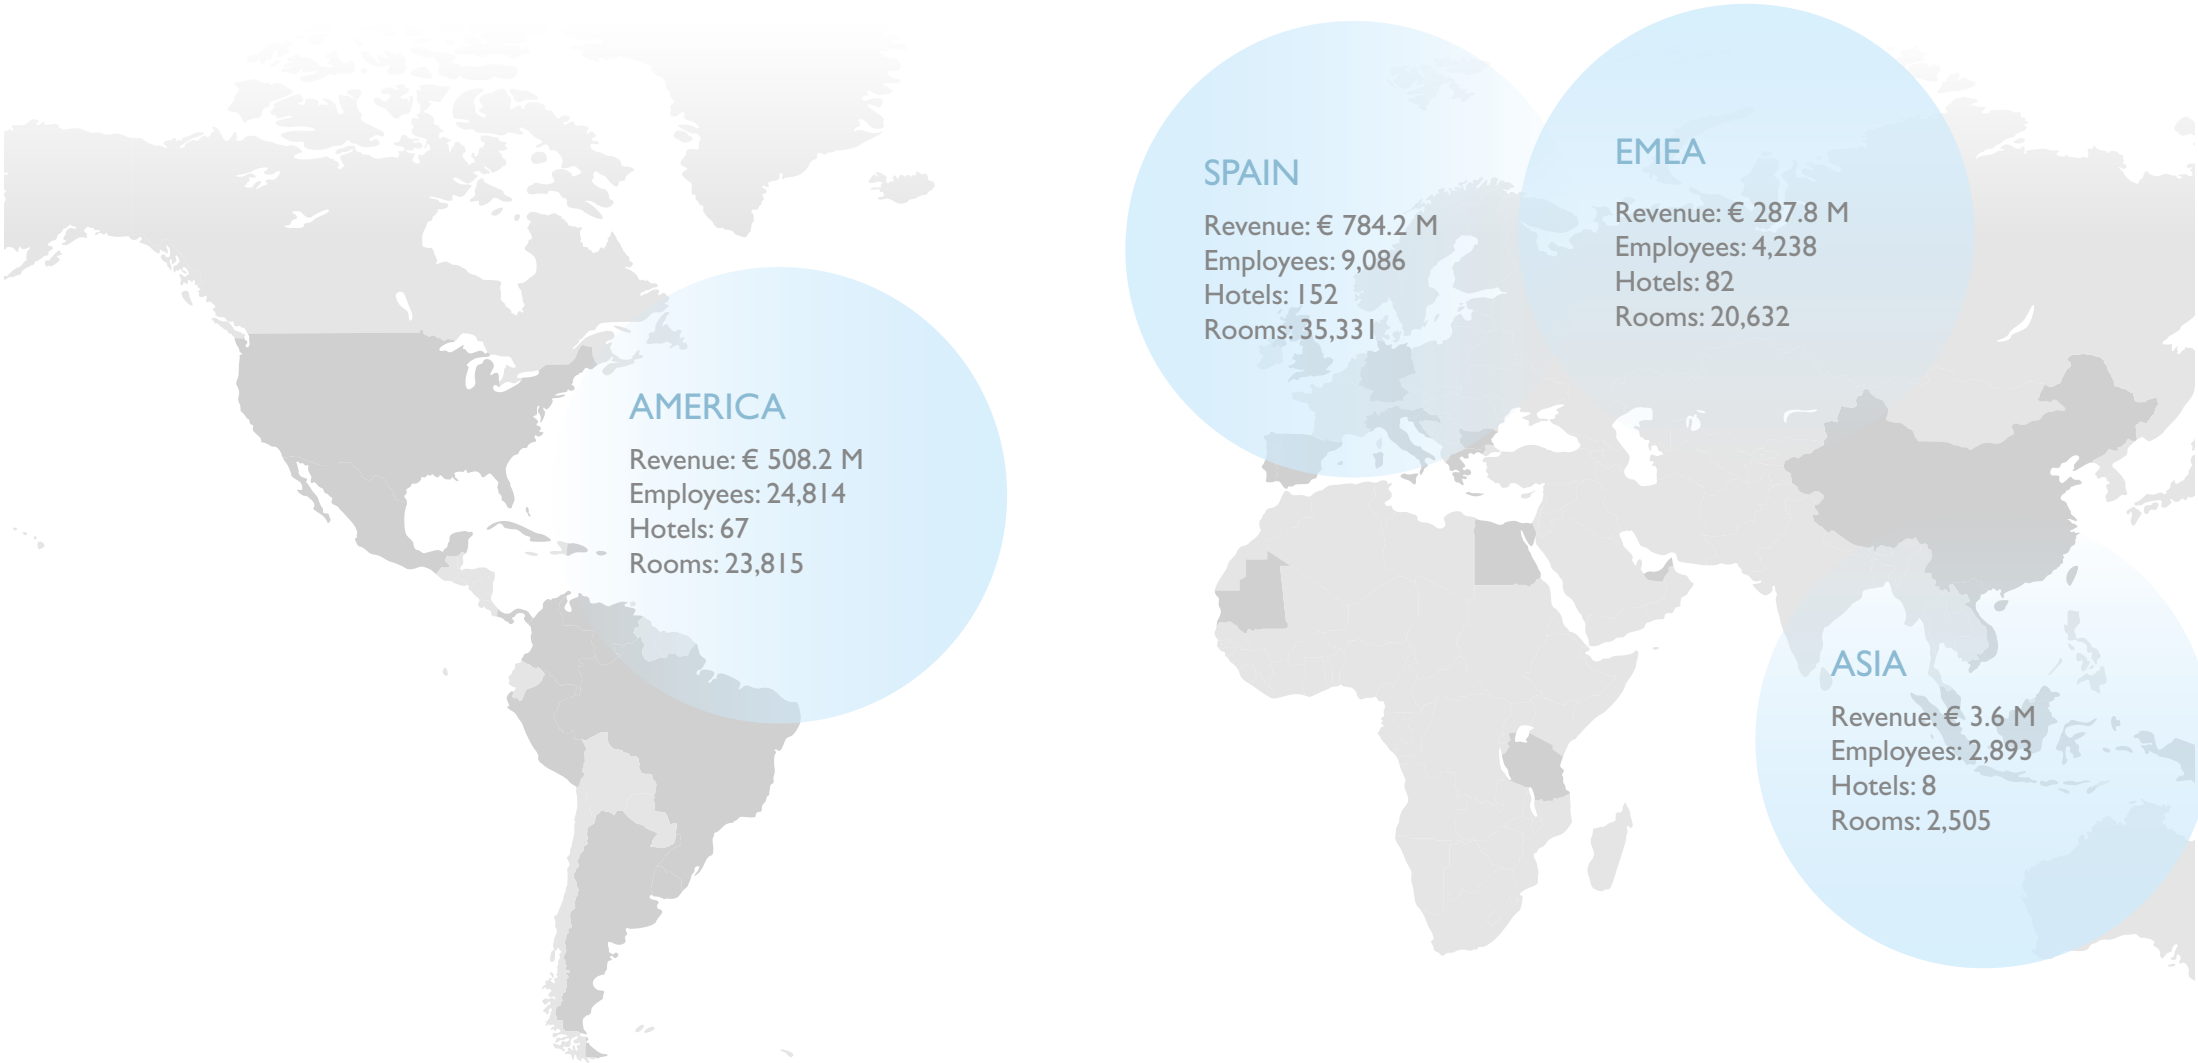 AMERICA
Revenue: € 508.2 M
Employees: 24,814
Hotels: 67
Rooms: 23,815
SPAIN
Revenue: € 784.2 M
Employees: 9,086
Hotels: 152
Rooms: 35,331
EMEA
Revenue: € 287.8 M
Employees: 4,238
Hotels: 82
Rooms: 20,632
ASIA
Revenue: € 3.6 M
Employees: 2,893
Hotels: 8
Rooms: 2,505